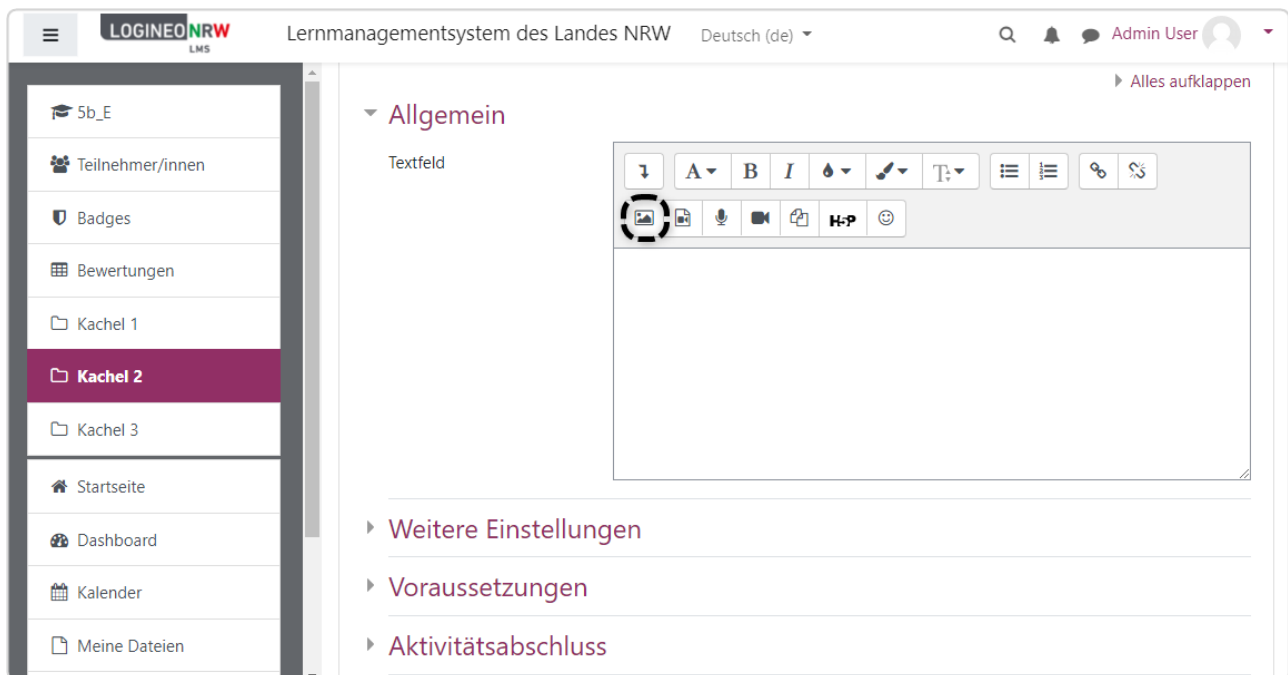 LOGINEO NRW
LMS
Lernmanagementsystem des Landes NRW
Deutsch (de)
Admin User
5b_E
Teilnehmer/innen
Badges
Bewertungen
Kachel 1
Kachel 2
Kachel 3
Startseite
Dashboard
Kalender
Meine Dateien
Alles aufklappen
Allgemein
Textfeld
A B I T
H5P
Weitere Einstellungen
Voraussetzungen
Aktivitätsabschluss